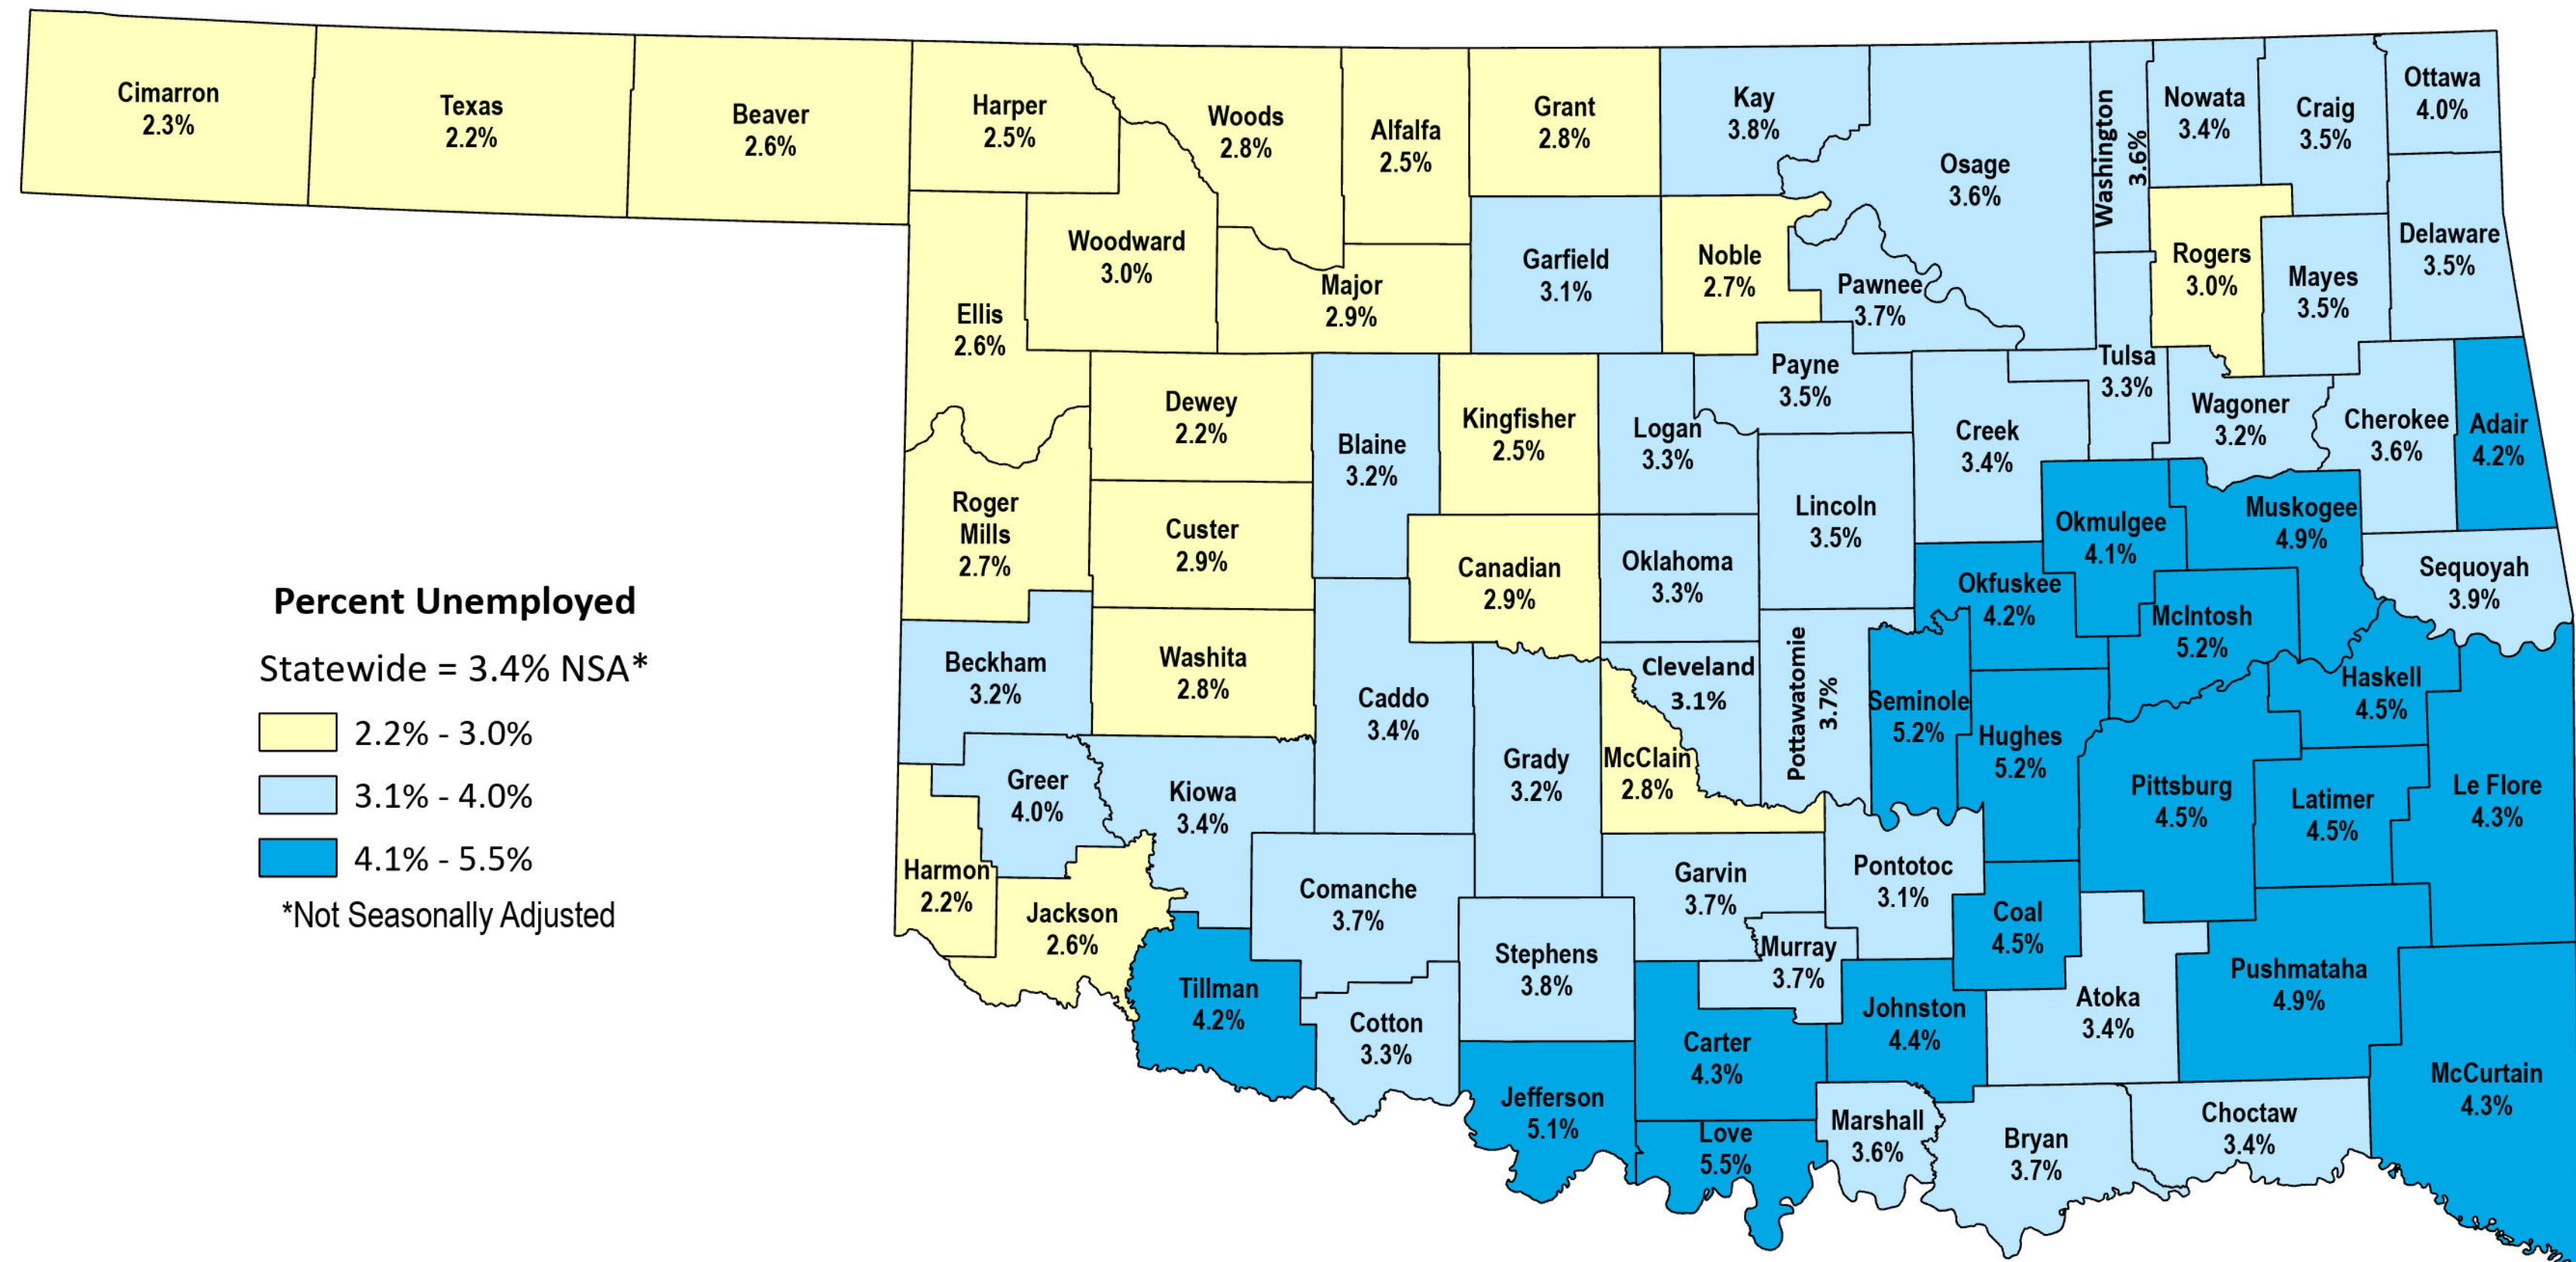 Cimarron
2.3%
Texas
2.2%
Beaver
2.6%
Harper
2.5%
Woods
2.8%
Alfalfa
2.5%
Grant
2.8%
Kay
3.8%
Osage
3.6%
Washington
3.6%
Nowata
3.4%
Craig
3.5%
Ottawa
4.0%
Woodward
3.0%
Ellis
2.6%
Major
2.9%
Garfield
3.1%
Noble
2.7%
Pawnee
3.7%
Rogers
3.0%
Mayes
3.5%
Delaware
3.5%
Dewey
2.2%
Blaine
3.2%
Kingfisher
2.5%
Logan
3.3%
Payne
3.5%
Creek
3.4%
Tulsa
3.3%
Wagoner
3.2%
Cherokee
3.6%
Adair
4.2%
Roger
Mills
2.7%
Custer
2.9%
Canadian
2.9%
Oklahoma
3.3%
Lincoln
3.5%
Okmulgee
4.1%
Muskogee
4.9%
Sequoyah
3.9%
Okfuskee
4.2%
McIntosh
5.2%
Percent Unemployed
Statewide = 3.4% NSA*
2.2% - 3.0%
3.1% - 4.0%
4.1% - 5.5%
*Not Seasonally Adjusted
Beckham
3.2%
Washita
2.8%
Caddo
3.4%
Grady
3.2%
Cleveland
3.1%
McClain
2.8%
Pottawatomie
3.7%
Seminole
5.2%
Hughes
5.2%
Haskell
4.5%
Pittsburg
4.5%
Latimer
4.5%
Le Flore
4.3%
Greer
4.0%
Kiowa
3.4%
Harmon
2.2%
Jackson
2.6%
Comanche
3.7%
Garvin
3.7%
Pontotoc
3.1%
Coal
4.5%
Stephens
3.8%
Murray
3.7%
Johnston
4.4%
Atoka
3.4%
Pushmataha
4.9%
Tillman
4.2%
Cotton
3.3%
Carter
4.3%
Jefferson
5.1%
Love
5.5%
Marshall
3.6%
Bryan
3.7%
Choctaw
3.4%
McCurtain
4.3%